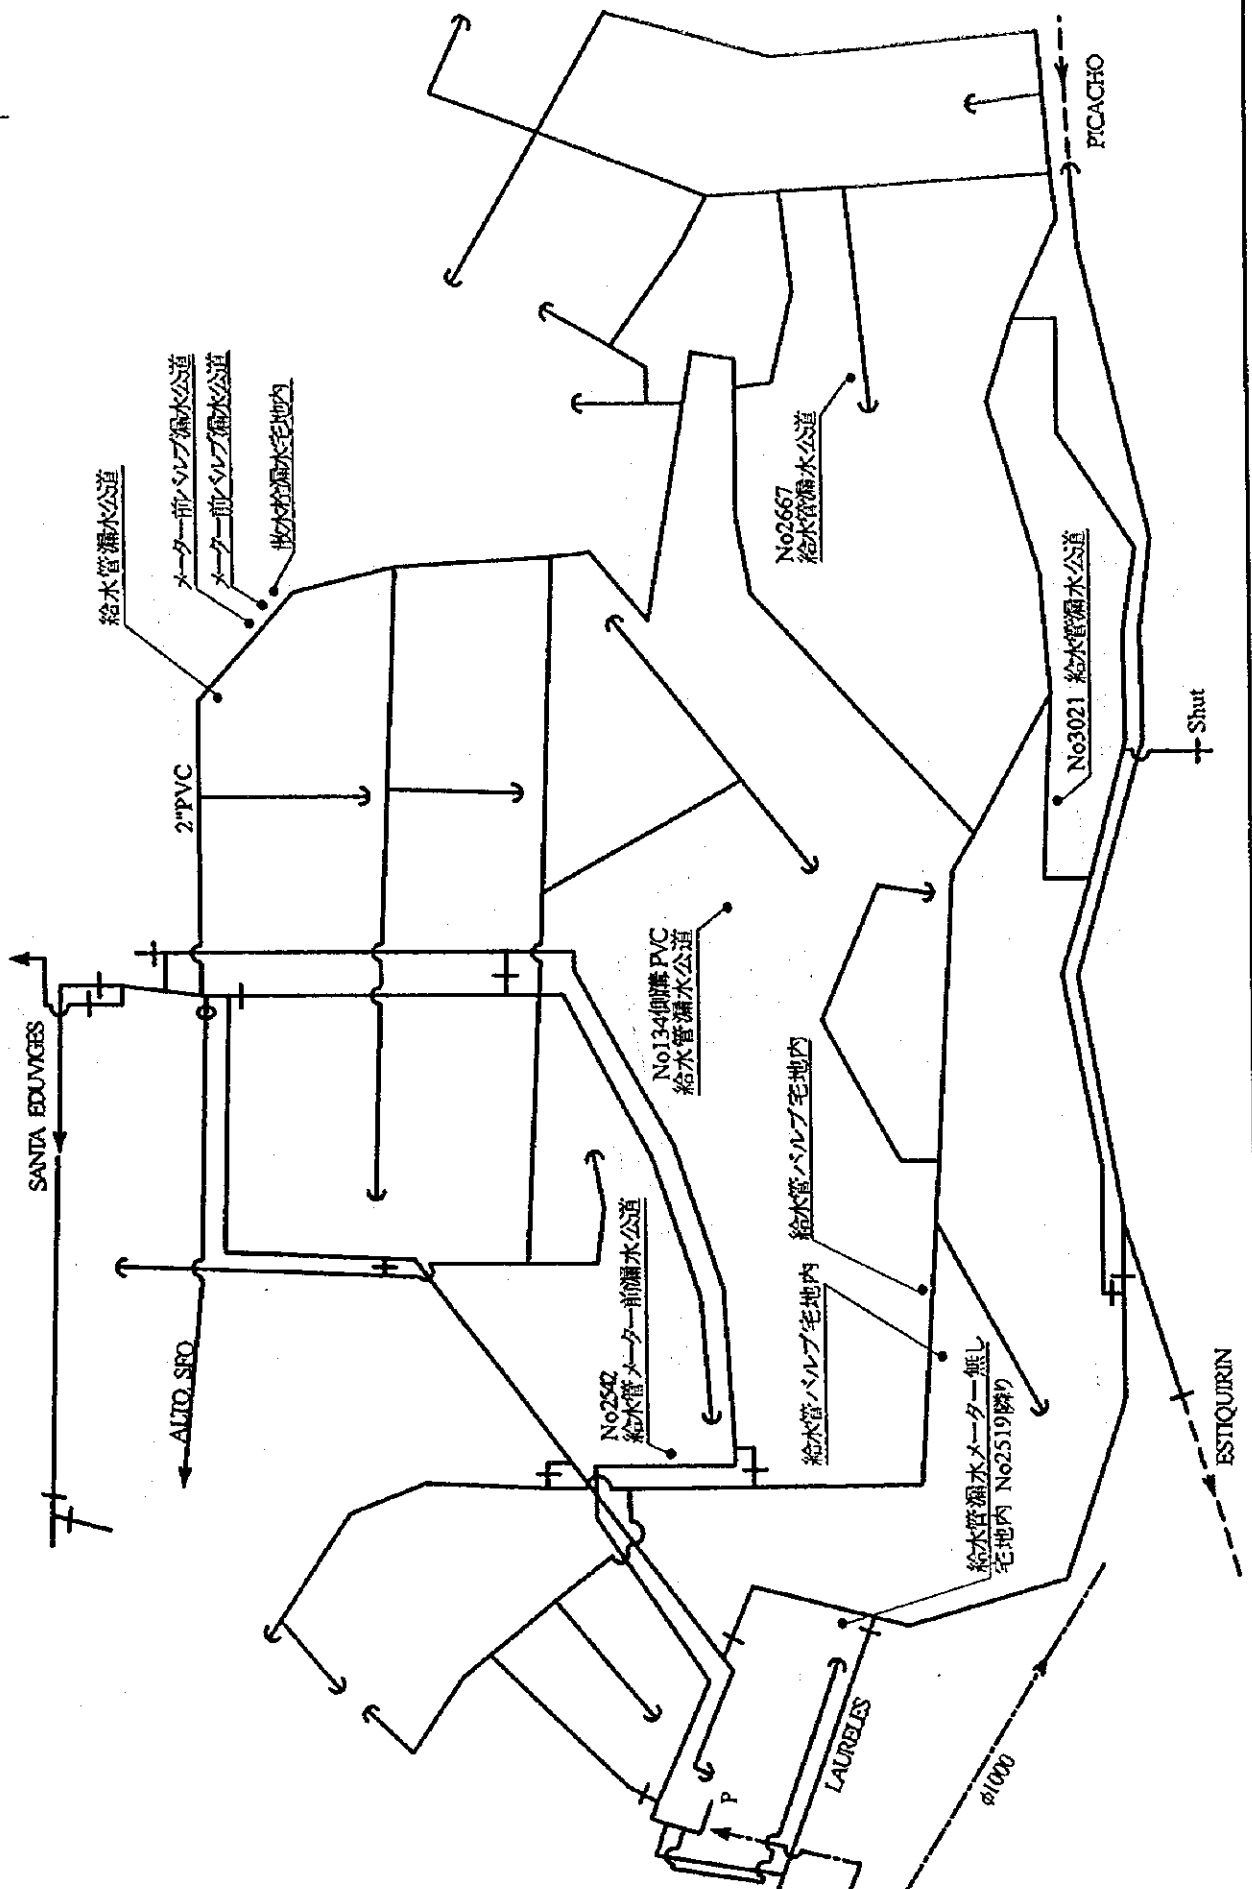 SANTA EDUVIGES
ALTO. SFO
2"PVC
給水管漏水公道
メーター前バルブ漏水公道
メーター前バルブ漏水公道
散水栓漏水宅地内
No2542
給水管メーター前漏水公道
No134側溝PVC
給水管漏水公道
No2667
給水管漏水公道
給水管バルブ宅地内
給水管バルブ宅地内
給水管漏水メーター無し
宅地内 No2519隣り
No3021 給水管漏水公道
PICACHO
Shut
ESTIQUIRIN
LAURELES
P
φ1000